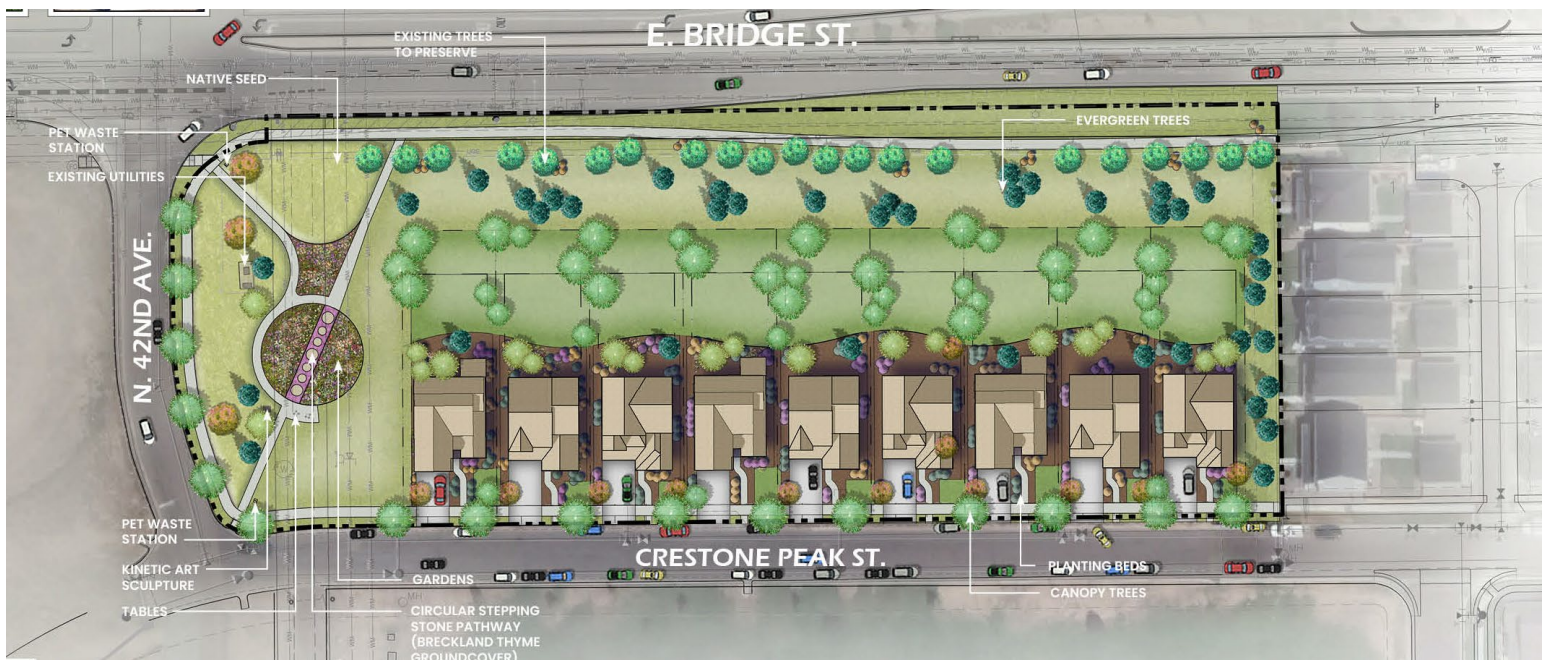 E. BRIDGE ST.
EXISTING TREES
TO PRESERVE
NATIVE SEED
PET WASTE
STATION
EVERGREEN TREES
EXISTING UTILITIES
N. 42ND AVE.
PET WASTE
STATION
CRESTONE PEAK ST.
KINETIC ART
SCULPTURE
GARDENS
PLANTING BEDS
TABLES
CANOPY TREES
CIRCULAR STEPPING
STONE PATHWAY
(BRECKLAND THYME
GROUNDCOVER)